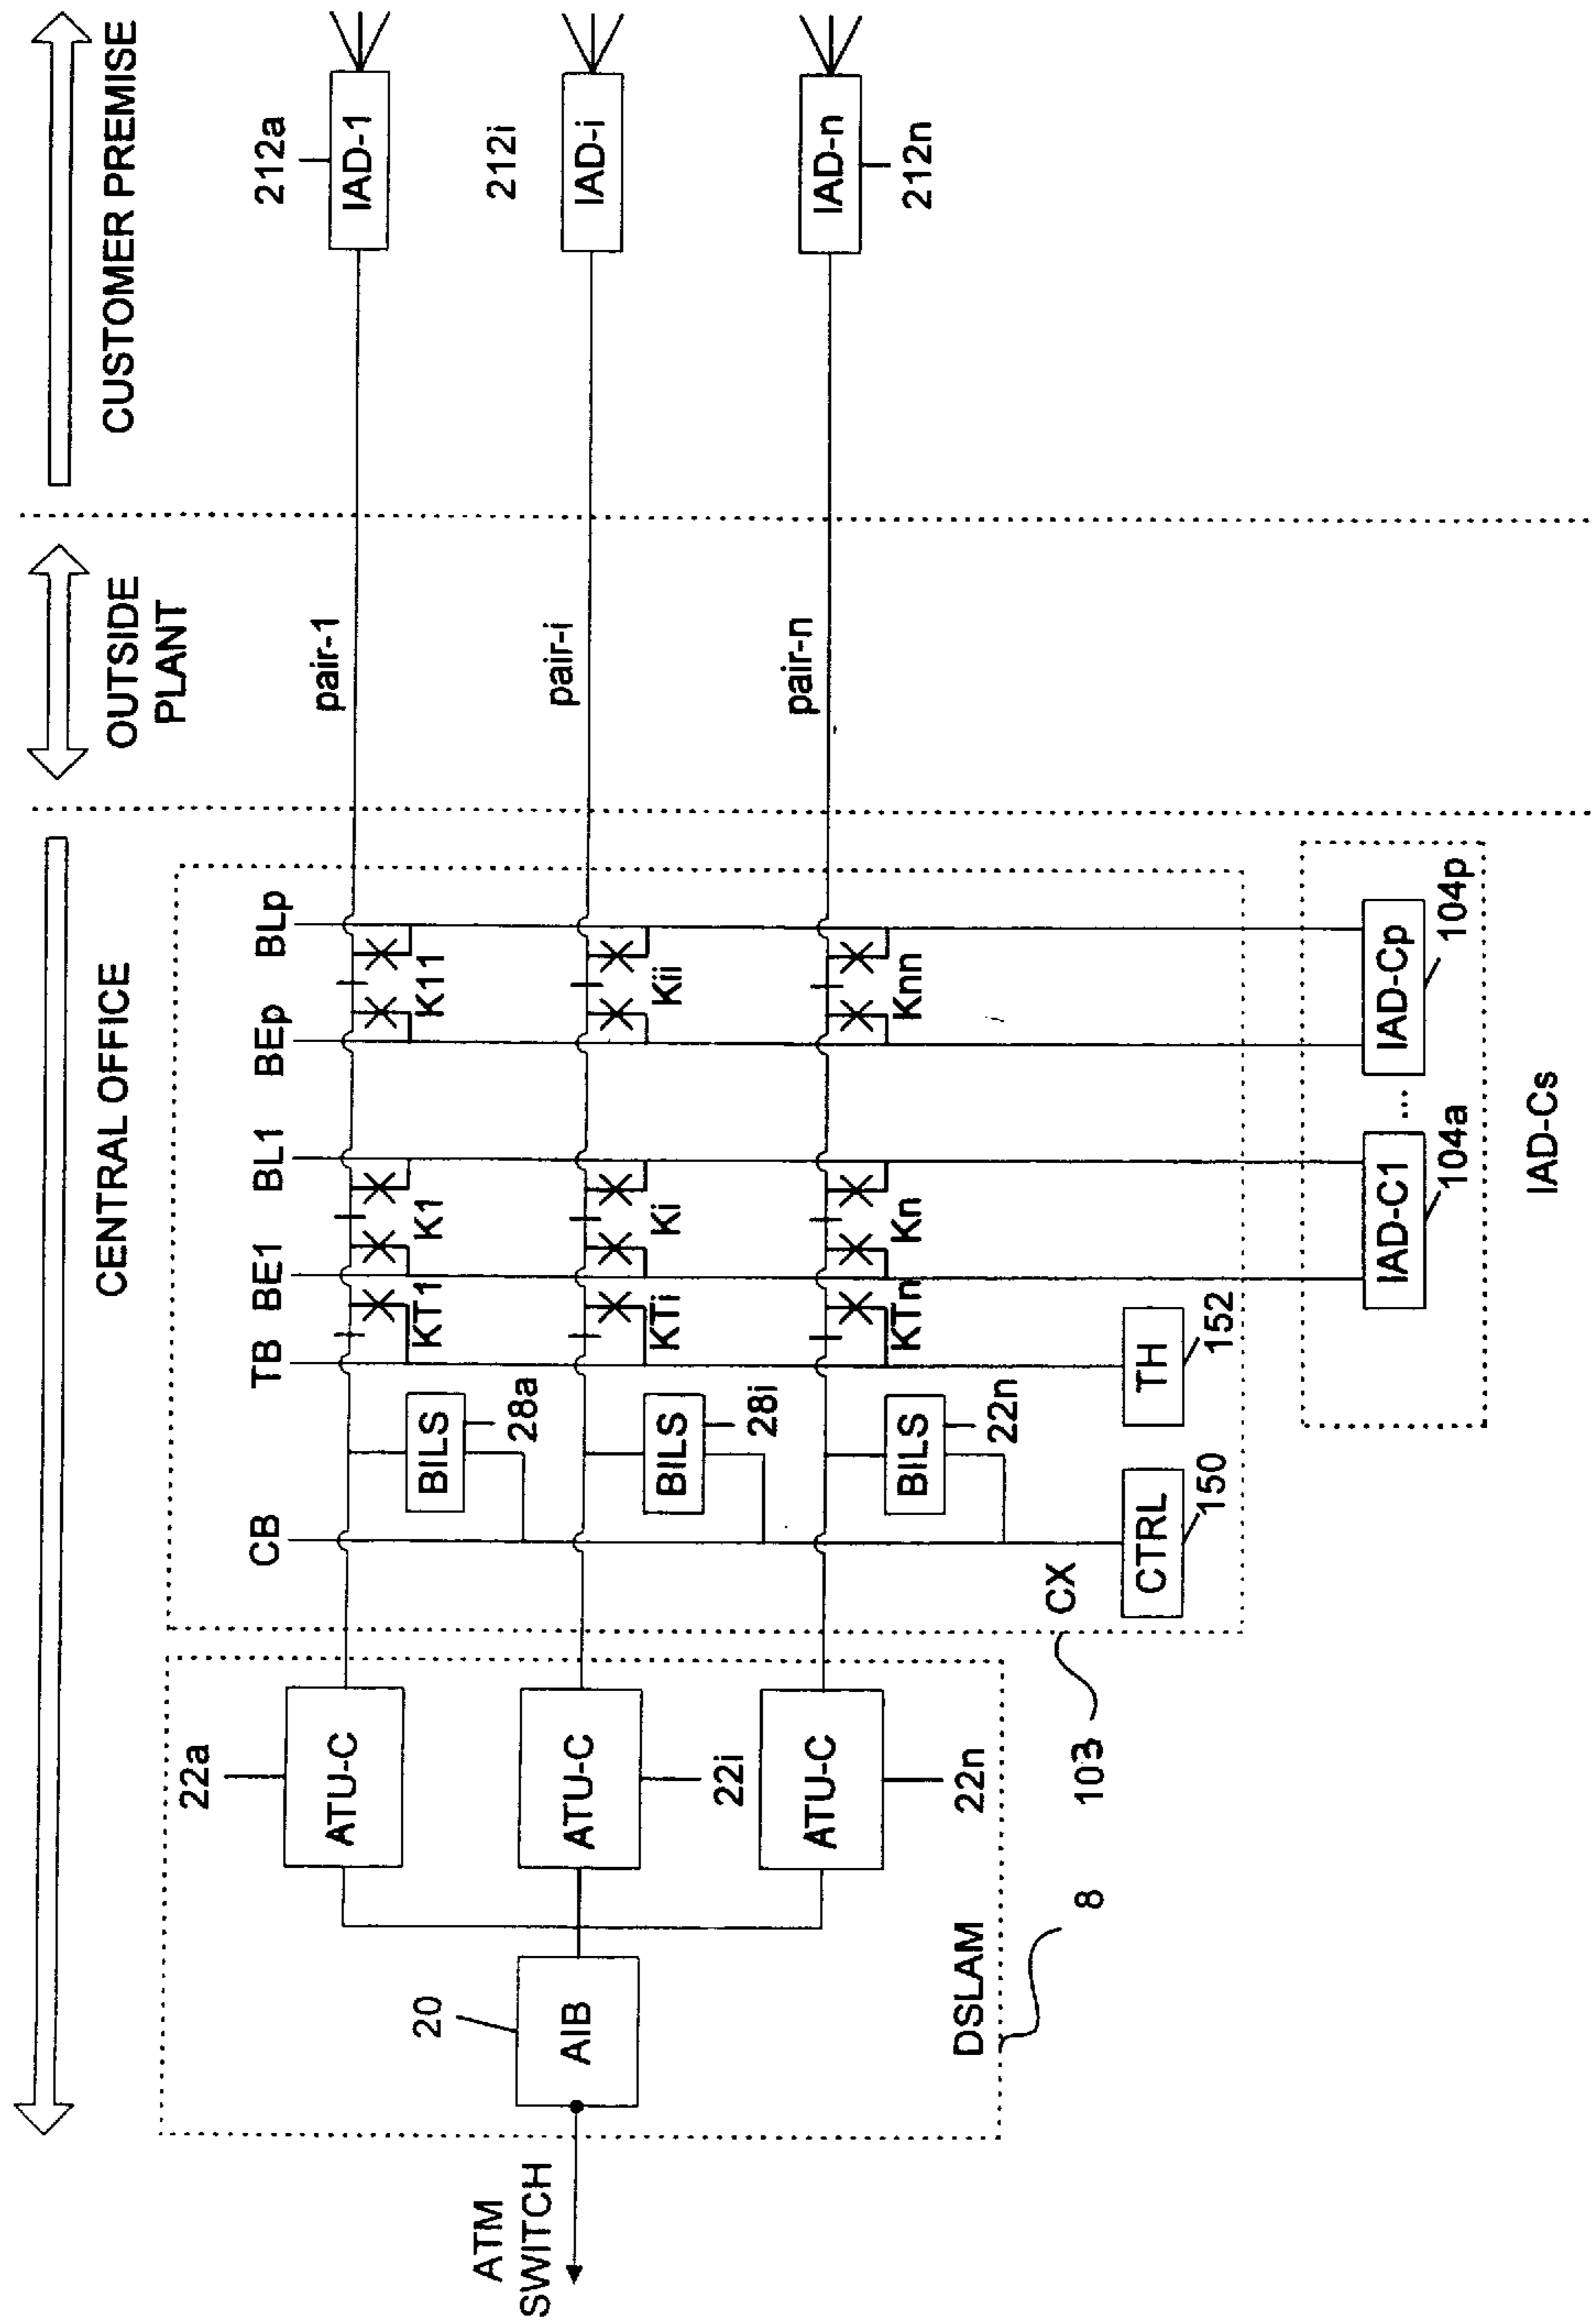 CENTRAL OFFICE
OUTSIDE
PLANT
CUSTOMER PREMISE
CB
TB
BE1
BL1
BEp
BLp
22a
ATU-C
BILS
28a
KT1
K1
K11
pair-1
212a
IAD-1
20
AIB
ATM
SWITCH
ATU-C
22i
BILS
28i
KTi
Ki
Kii
pair-i
212i
IAD-i
ATU-C
22n
BILS
22n
KTn
Kn
Knn
pair-n
IAD-n
212n
DSLAM
8
CX
103
CTRL
150
TH
152
IAD-C1
104a
...
IAD-Cp
104p
IAD-Cs